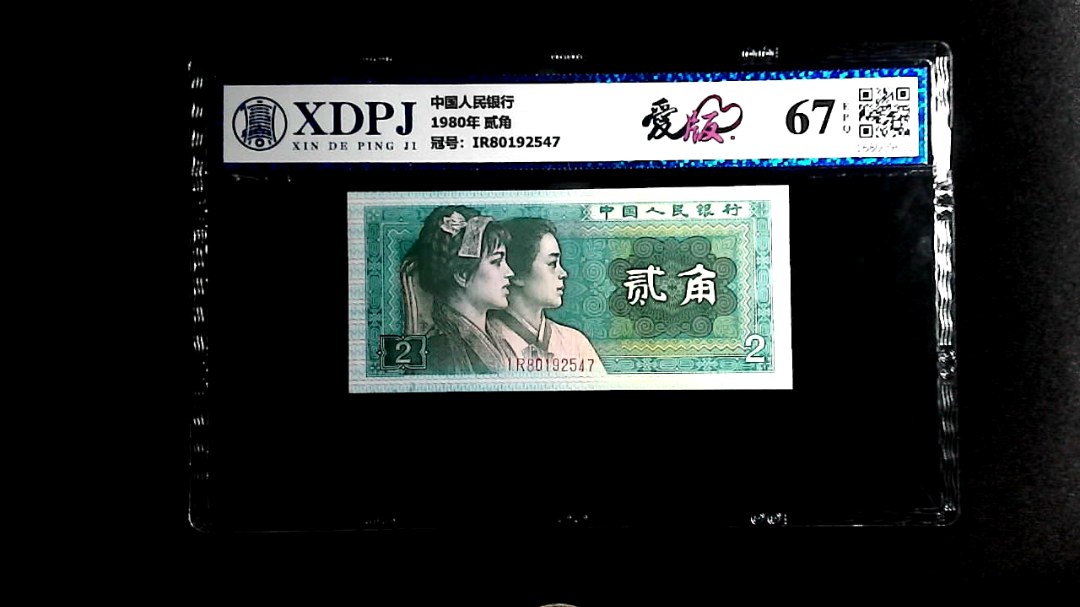 XDPJ
XIN DE PING JI
中国人民银行
1980年 贰角
冠号：IR80192547
爱版
67
EPQ
中国人民银行
贰角
2
2
IR80192547